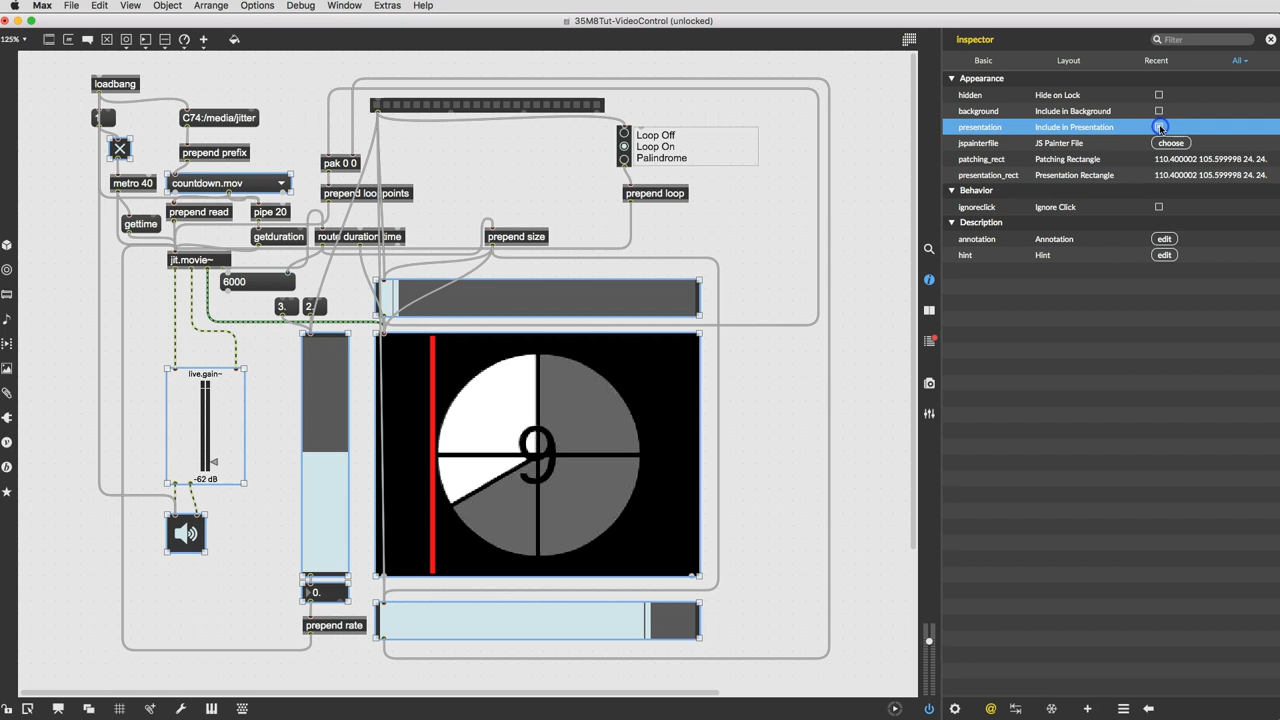 Max File Edit View Object Arrange Options Debug Window Extras Help
35M8Tut-VideoControl (unlocked)
125%
inspector
Filter
Basic Layout Recent All
Appearance
hidden Hide on Lock
background Include in Background
presentation Include in Presentation
jspainterfile JS Painter File choose
patching_rect Patching Rectangle 110.400002 105.599998 24. 24.
presentation_rect Presentation Rectangle 110.400002 105.599998 24. 24.
Behavior
ignoreclick Ignore Click
Description
annotation Annotation edit
hint Hint edit
loadbang
C74:/media/jitter
prepend prefix
metro 40
countdown.mov
prepend read
pipe 20
gettime
getduration
jit.movie~
6000
3. 2.
pak 0 0
prepend looppoints
route duration time
Loop Off
Loop On
Palindrome
prepend loop
prepend size
live.gain~
-62 dB
9
0.
prepend rate